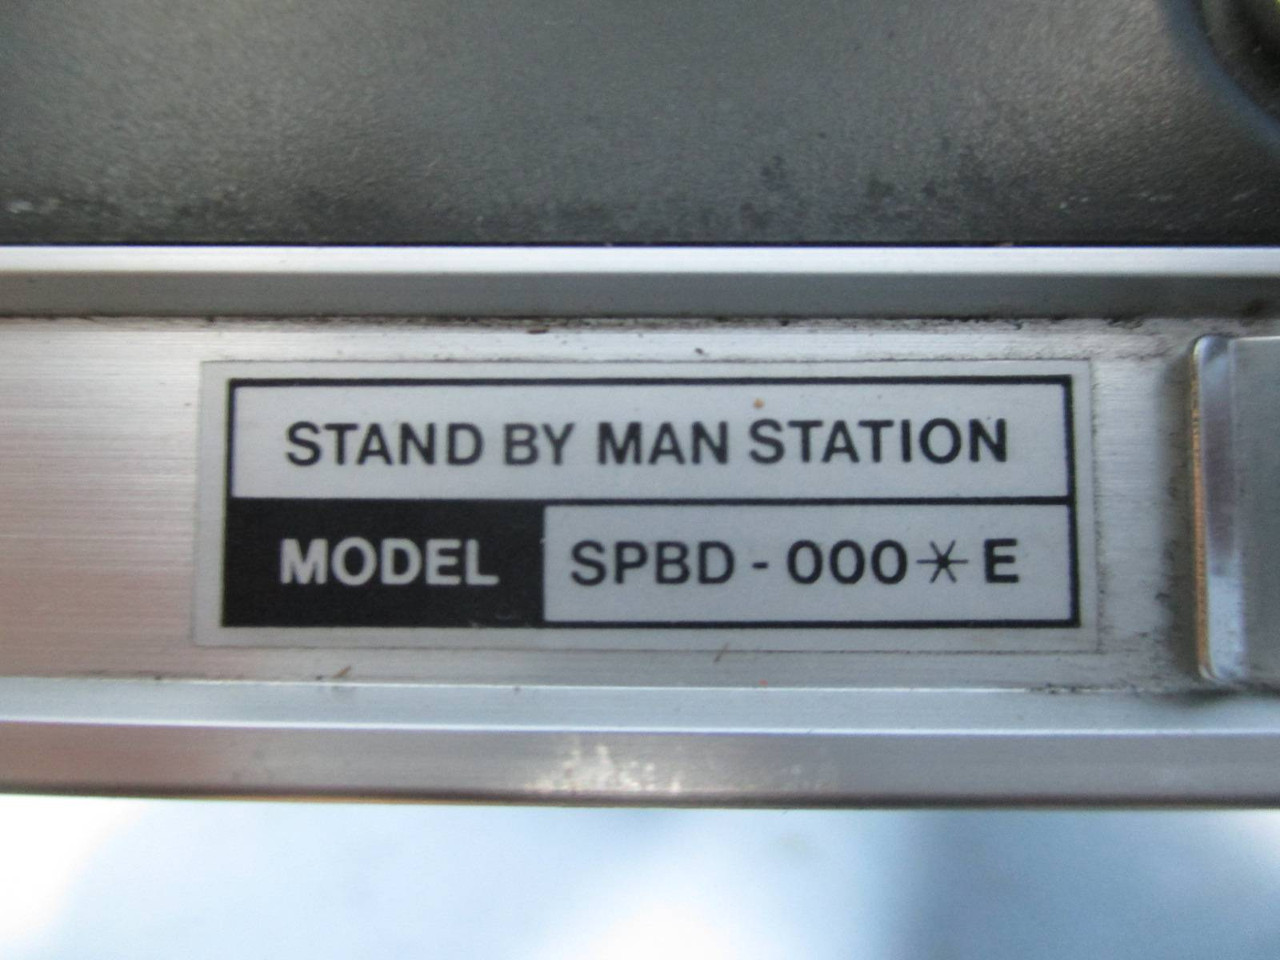 STAND BY MAN STATION
MODEL SPBD - 000＊E